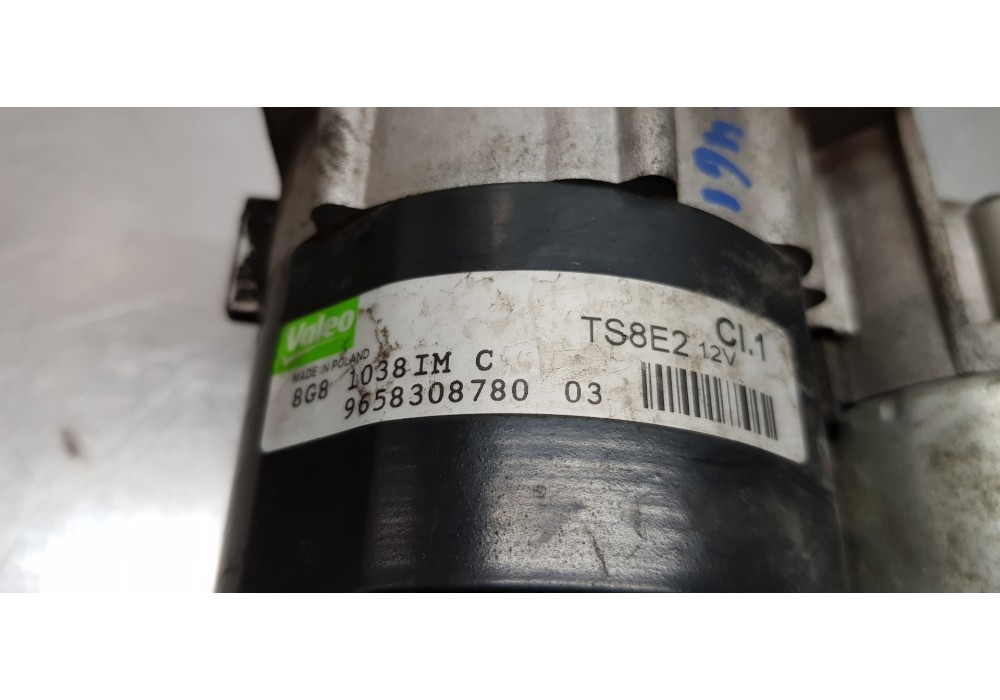 Valeo
MADE IN POLAND
8G8 1038IM C
9658308780 03
TS8E2 12V
Cl.1